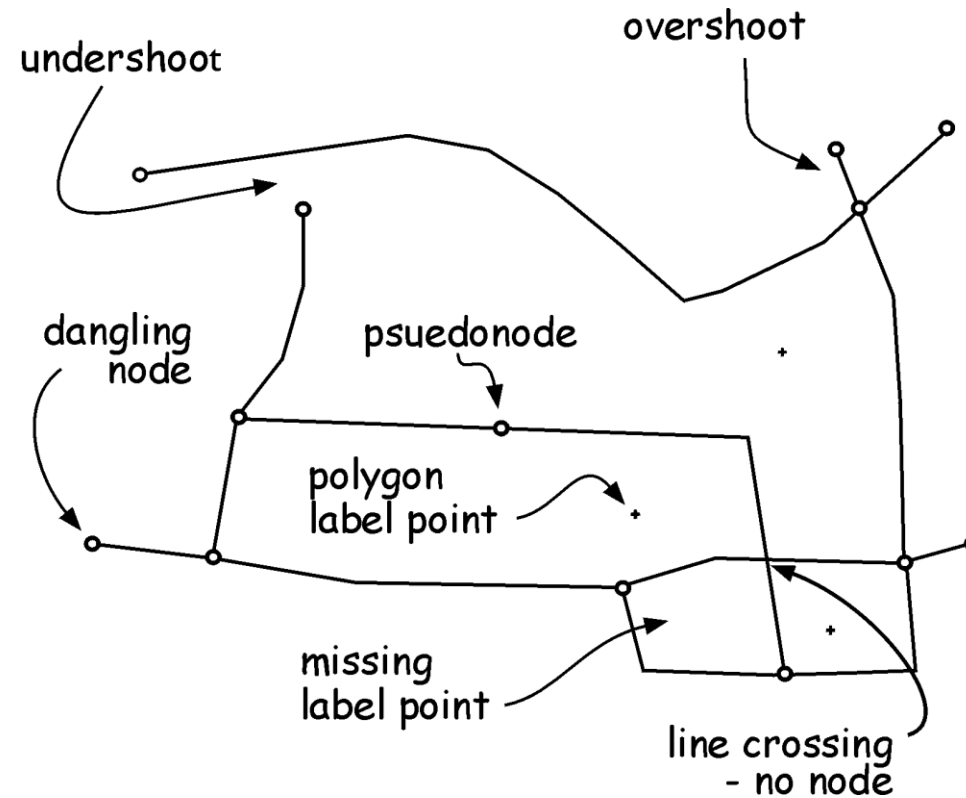 overshoot
undershoot
dangling
node
psuedonode
polygon
label point
missing
label point
line crossing
- no node